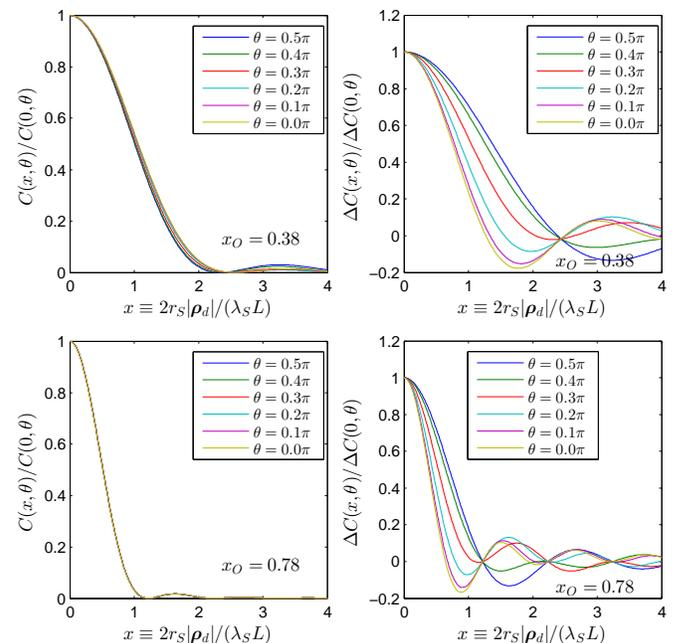 1
0.8
0.6
0.4
0.2
0
0 1 2 3 4
C(x, θ)/C(0, θ)
x ≡ 2r_S|ρ_d|/(λ_S L)
θ = 0.5π
θ = 0.4π
θ = 0.3π
θ = 0.2π
θ = 0.1π
θ = 0.0π
x_O = 0.38
1.2
1
0.8
0.6
0.4
0.2
0
−0.2
0 1 2 3 4
ΔC(x, θ)/ΔC(0, θ)
x ≡ 2r_S|ρ_d|/(λ_S L)
θ = 0.5π
θ = 0.4π
θ = 0.3π
θ = 0.2π
θ = 0.1π
θ = 0.0π
x_O = 0.38
1
0.8
0.6
0.4
0.2
0
0 1 2 3 4
C(x, θ)/C(0, θ)
x ≡ 2r_S|ρ_d|/(λ_S L)
θ = 0.5π
θ = 0.4π
θ = 0.3π
θ = 0.2π
θ = 0.1π
θ = 0.0π
x_O = 0.78
1.2
1
0.8
0.6
0.4
0.2
0
−0.2
0 1 2 3 4
ΔC(x, θ)/ΔC(0, θ)
x ≡ 2r_S|ρ_d|/(λ_S L)
θ = 0.5π
θ = 0.4π
θ = 0.3π
θ = 0.2π
θ = 0.1π
θ = 0.0π
x_O = 0.78